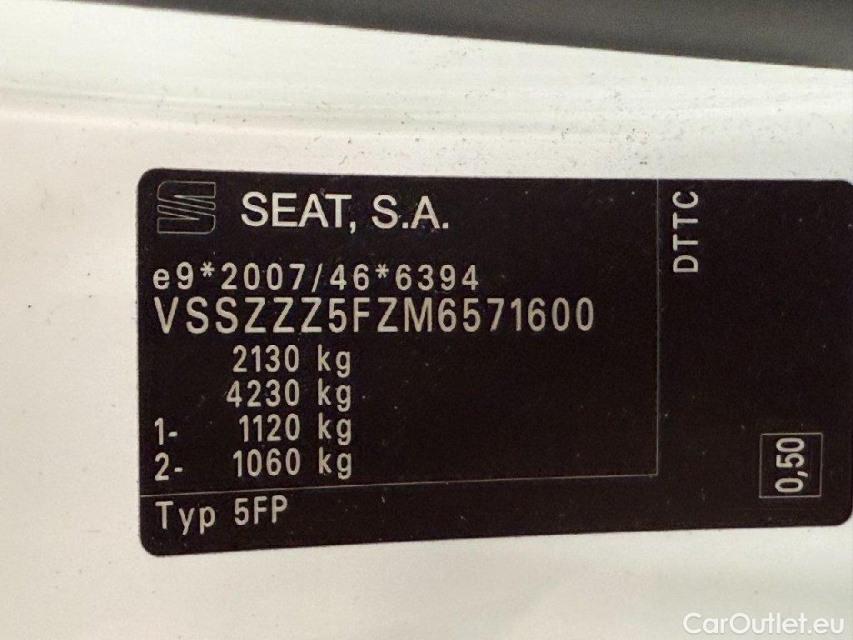 SEAT, S.A.
e9*2007/46*6394
VSSZZZ5FZM6571600
2130 kg
4230 kg
1- 1120 kg
2- 1060 kg
Typ 5FP
DTTC
0,50
CarOutlet.eu